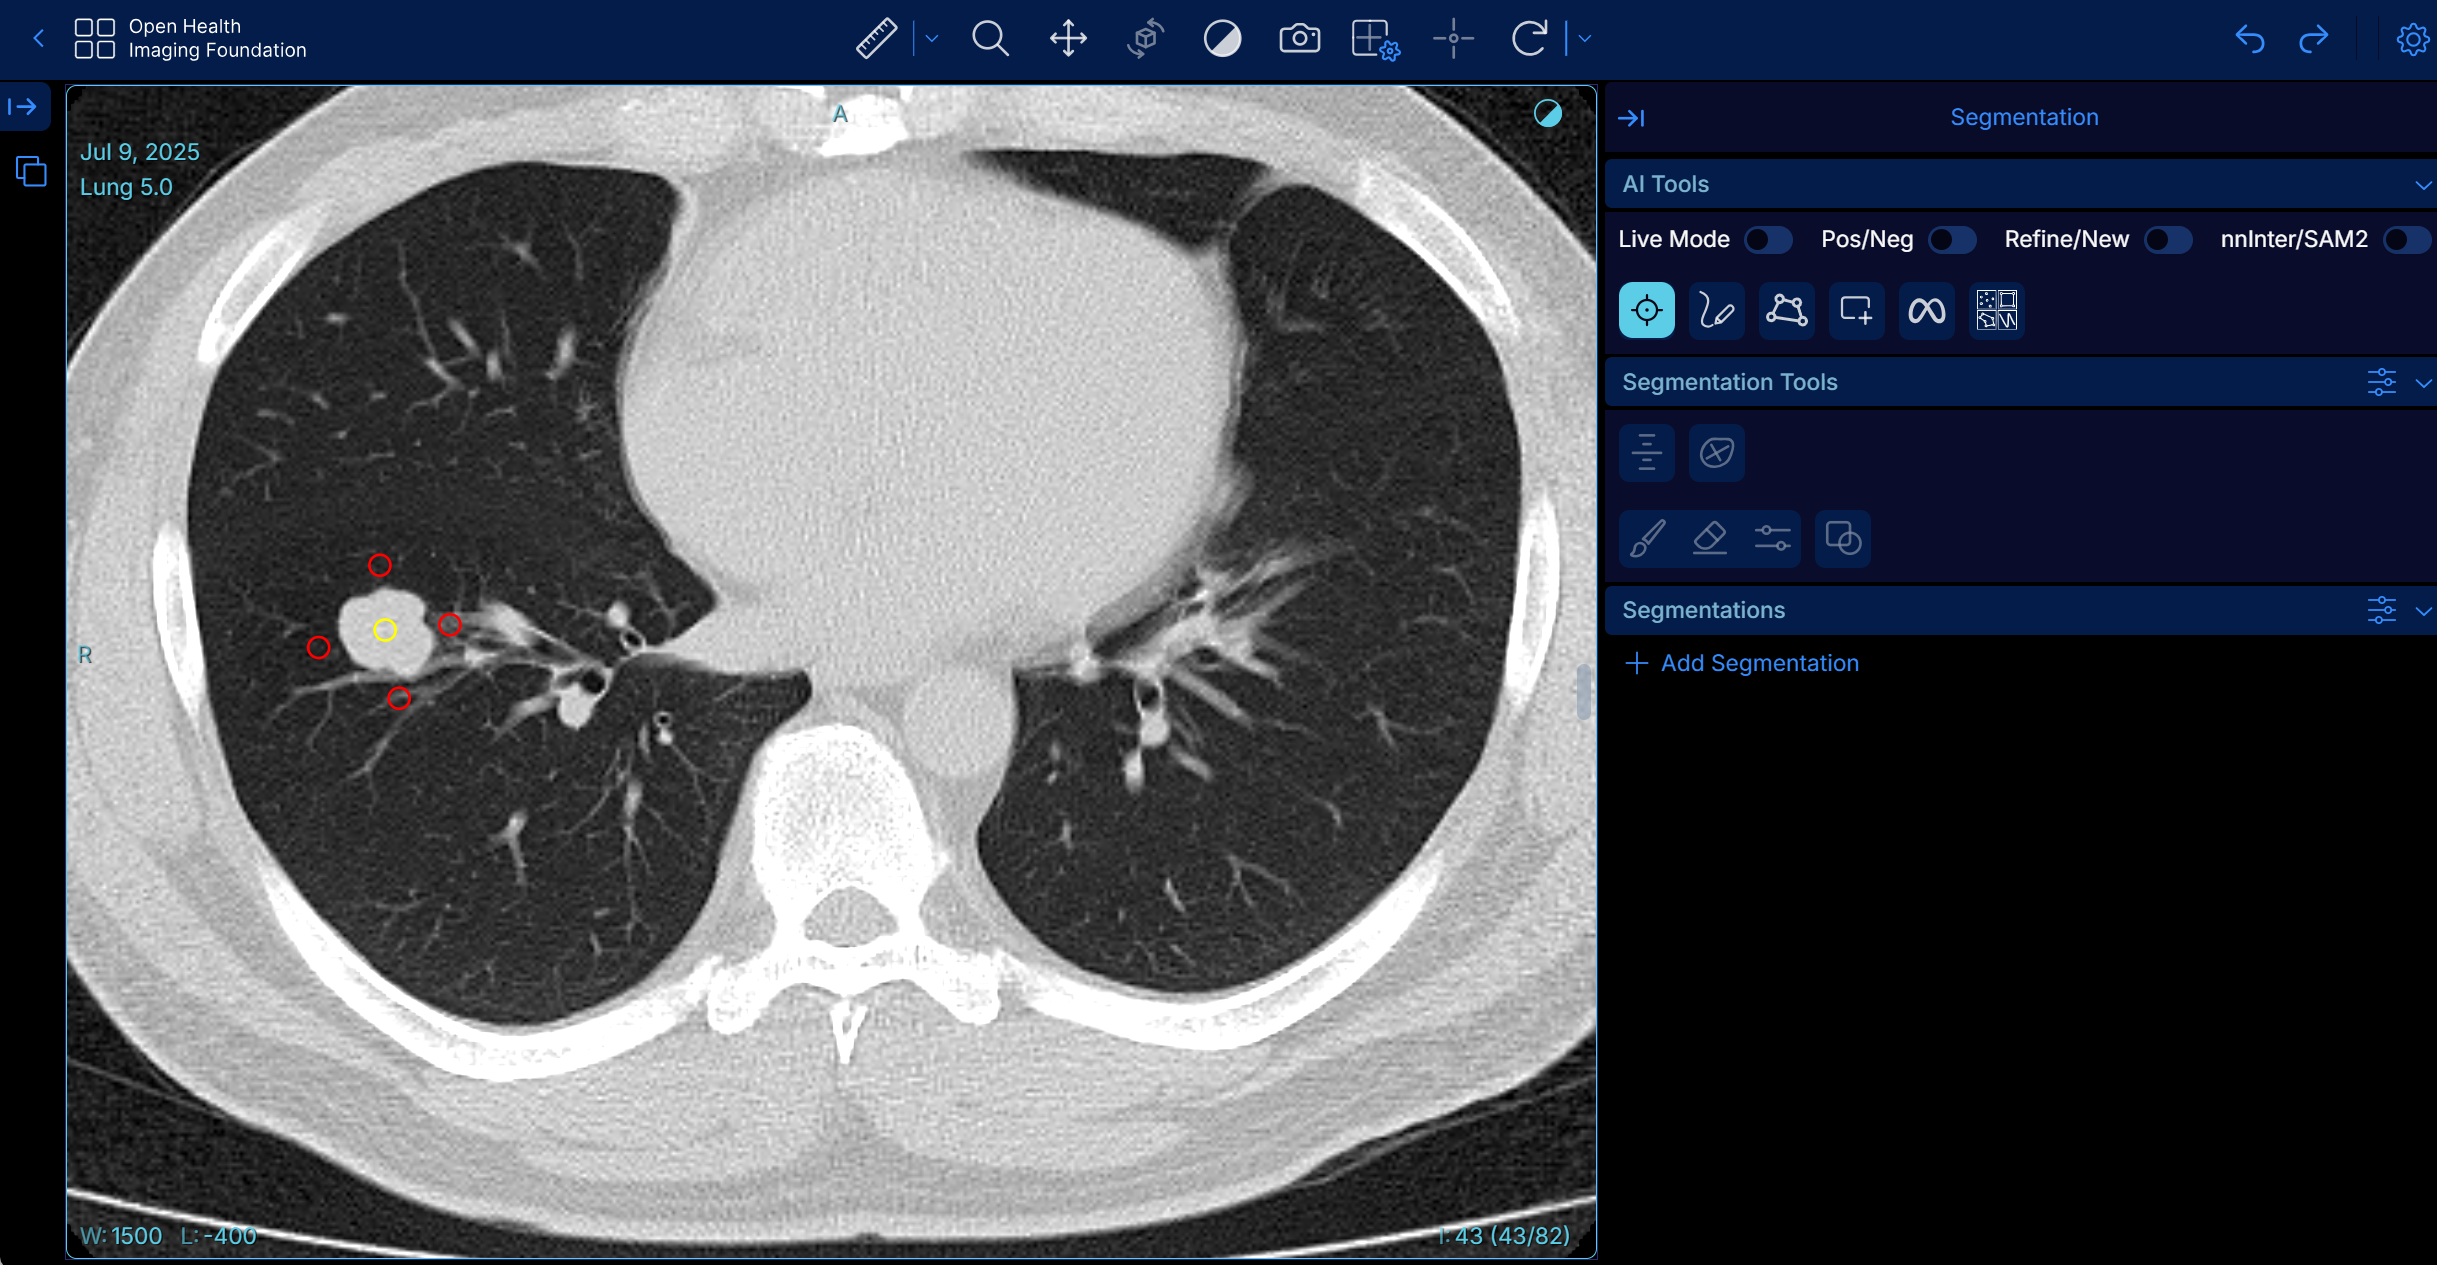 Open Health
Imaging Foundation
A
Jul 9, 2025
Lung 5.0
R
W: 1500 L: -400
I: 43 (43/82)
Segmentation
AI Tools
Live Mode
Pos/Neg
Refine/New
nnInter/SAM2
Segmentation Tools
Segmentations
Add Segmentation